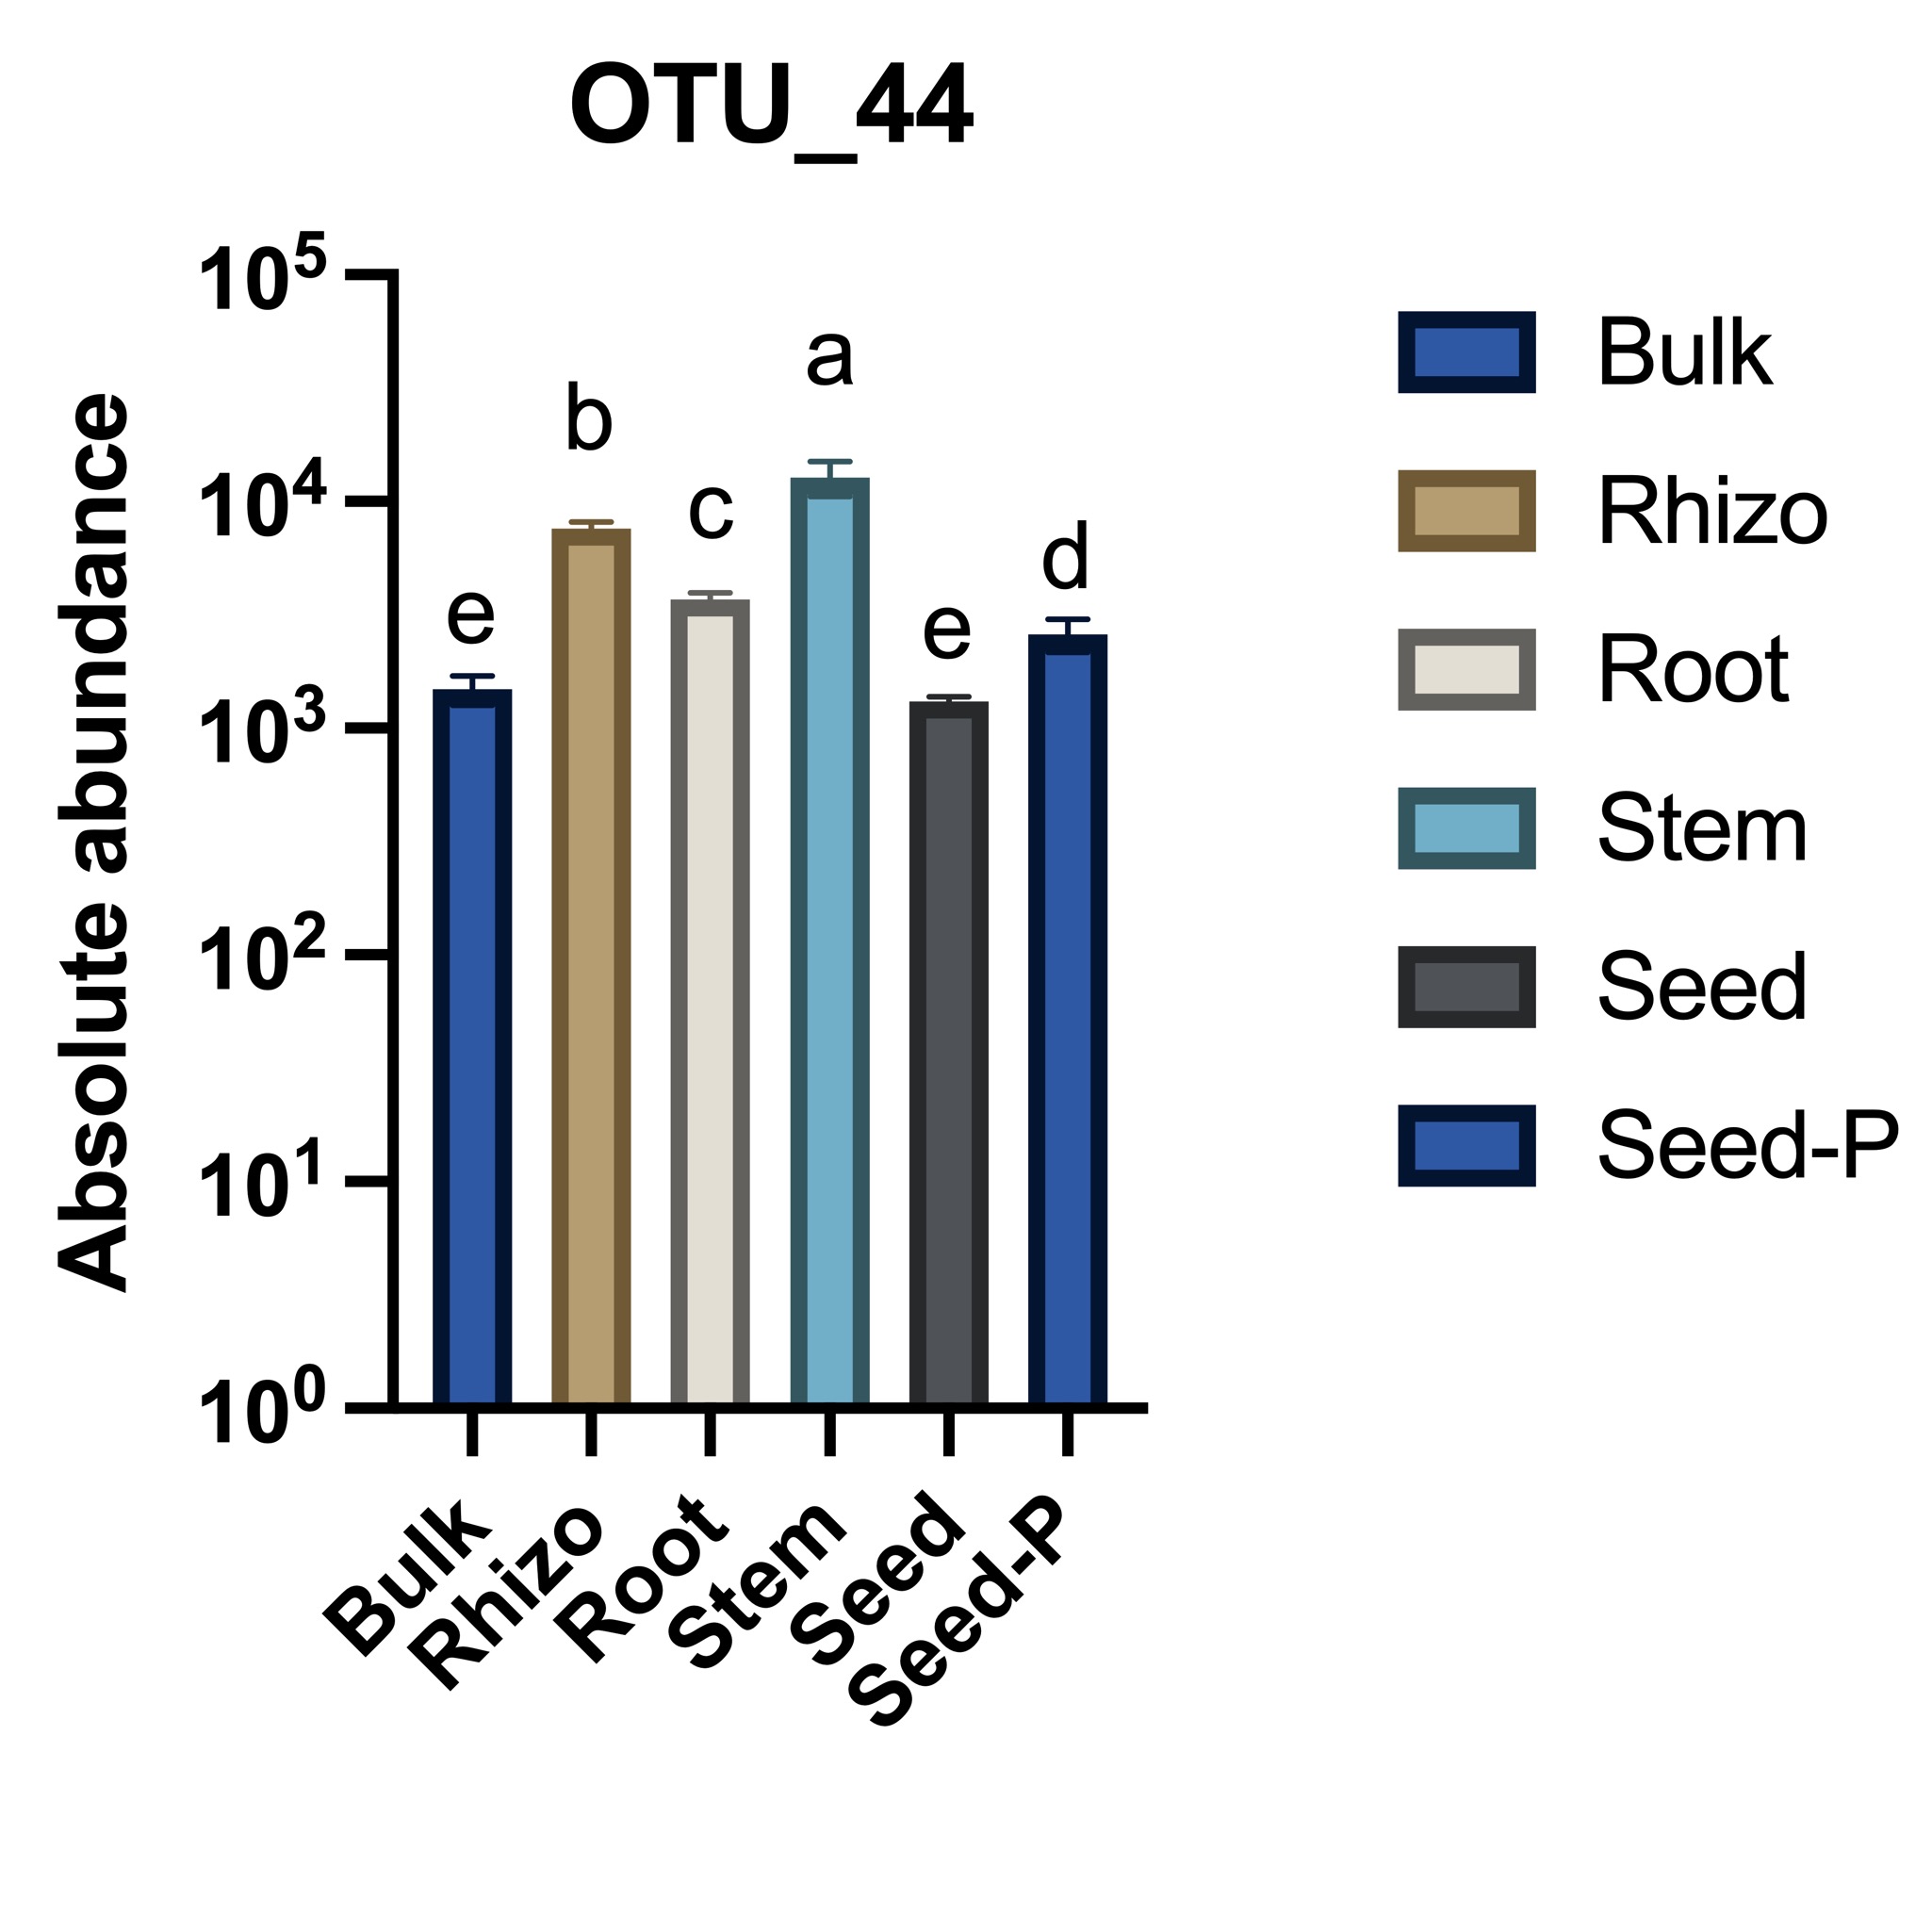 OTU_44
Absolute abundance
10⁵
10⁴
10³
10²
10¹
10⁰
e
b
c
a
e
d
Bulk
Rhizo
Root
Stem
Seed
Seed-P
Bulk
Rhizo
Root
Stem
Seed
Seed-P